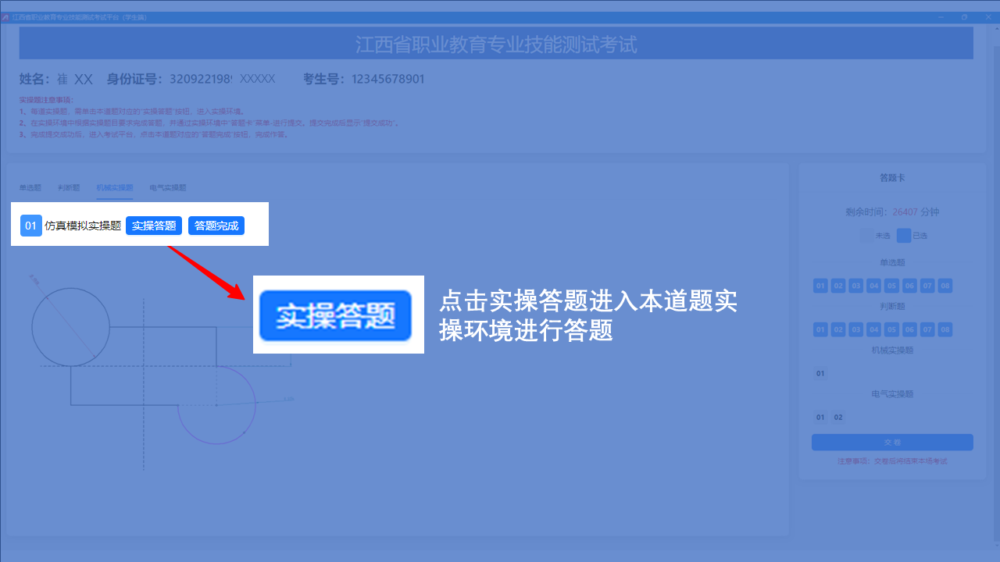 江西省职业教育专业技能测试考试平台（学生端）
江西省职业教育专业技能测试考试
姓名：崔 XX 身份证号：320922198 XXXXX 考生号：12345678901
实操题注意事项：
1、每道实操题，需单击本道题对应的“实操答题”按钮，进入实操环境。
2、在实操环境中根据实操题目要求完成答题，并通过实操环境中“答题卡”菜单-进行提交。提交完成后显示“提交成功”。
3、完成提交成功后、进入考试平台，点击本道题对应的“答题完成”按钮，完成作答。
单选题 判断题 机械实操题 电气实操题
01 仿真模拟实操题 实操答题 答题完成
实操答题
点击实操答题进入本道题实
操环境进行答题
答题卡
剩余时间：26407 分钟
未选 已选
单选题
01 02 03 04 05 06 07 08
判断题
01 02 03 04 05 06 07 08
机械实操题
01
电气实操题
01 02
交 卷
注意事项：交卷后将结束本场考试